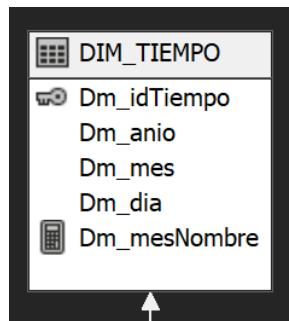 DIM_TIEMPO
Dm_idTiempo
Dm_anio
Dm_mes
Dm_dia
Dm_mesNombre